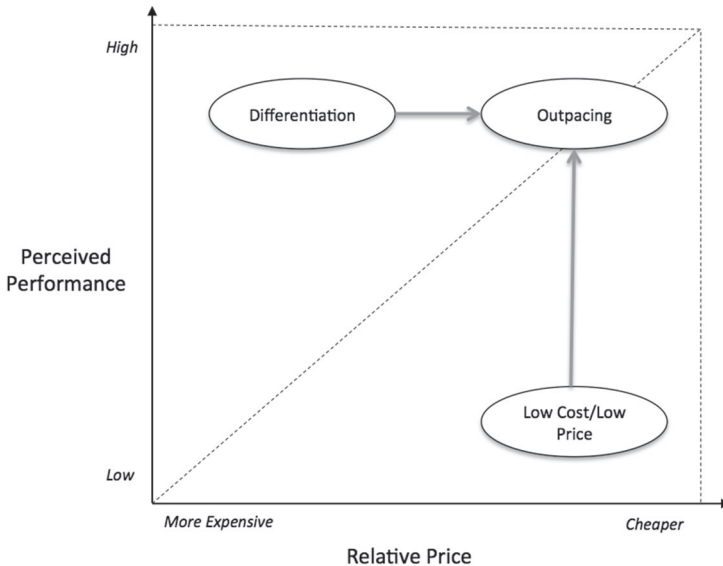 High
Differentiation
Outpacing
Perceived
Performance
Low Cost/Low
Price
Low
More Expensive
Cheaper
Relative Price